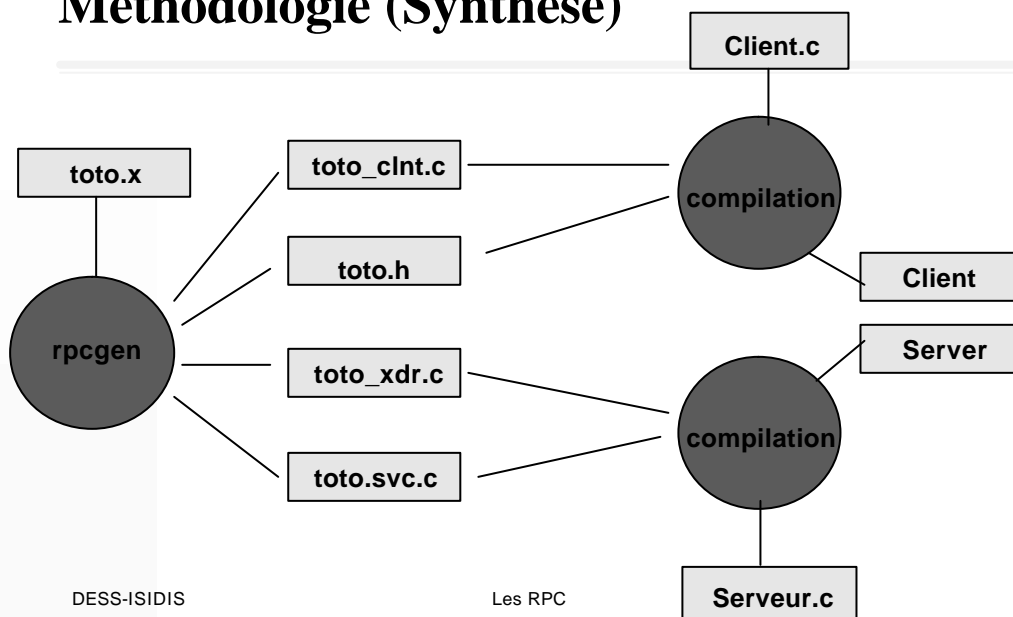 Méthodologie (Synthèse)
Client.c
toto.x
toto_clnt.c
compilation
toto.h
Client
rpcgen
Server
toto_xdr.c
compilation
toto.svc.c
DESS-ISIDIS
Les RPC
Serveur.c